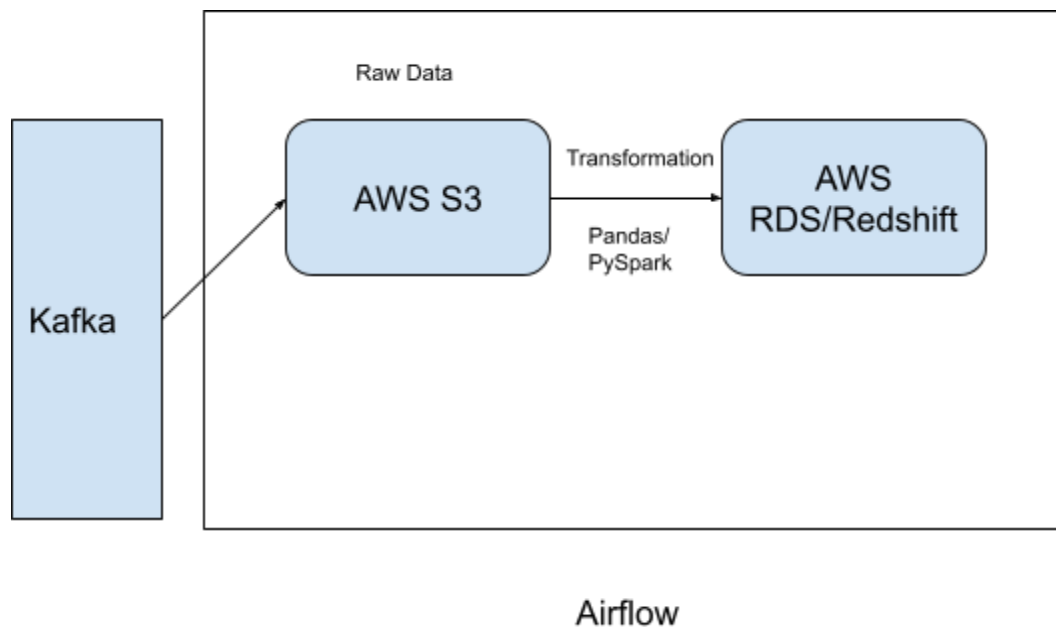 Raw Data
Kafka
AWS S3
Transformation
Pandas/
PySpark
AWS
RDS/Redshift
Airflow